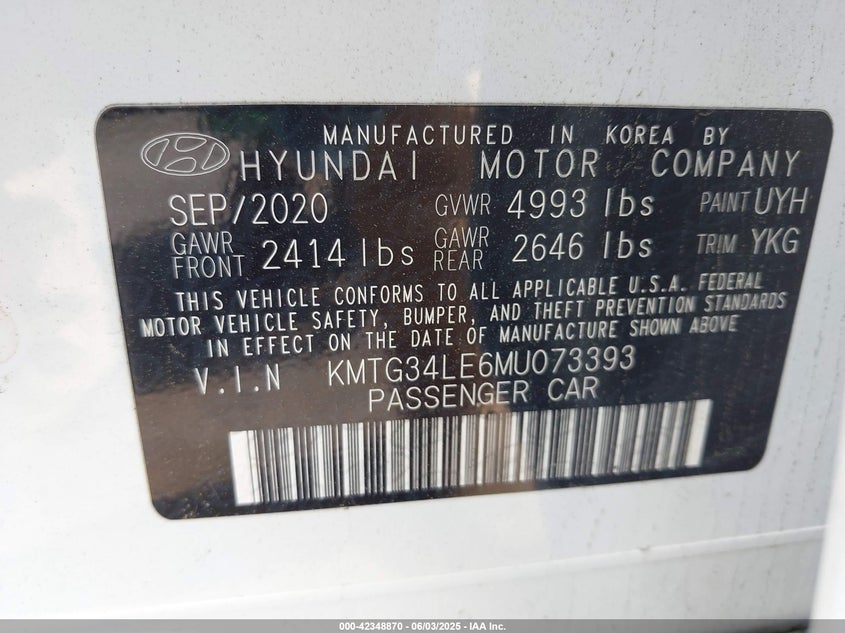 MANUFACTURED IN KOREA BY
HYUNDAI MOTOR COMPANY
SEP/2020 GVWR 4993 lbs PAINT UYH
GAWR FRONT 2414 lbs GAWR REAR 2646 lbs TRIM YKG
THIS VEHICLE CONFORMS TO ALL APPLICABLE U.S.A. FEDERAL
MOTOR VEHICLE SAFETY, BUMPER, AND THEFT PREVENTION STANDARDS
IN EFFECT ON THE DATE OF MANUFACTURE SHOWN ABOVE
V.I.N KMTG34LE6MU073393
PASSENGER CAR
000-42348870 - 06/03/2025 - IAA Inc.